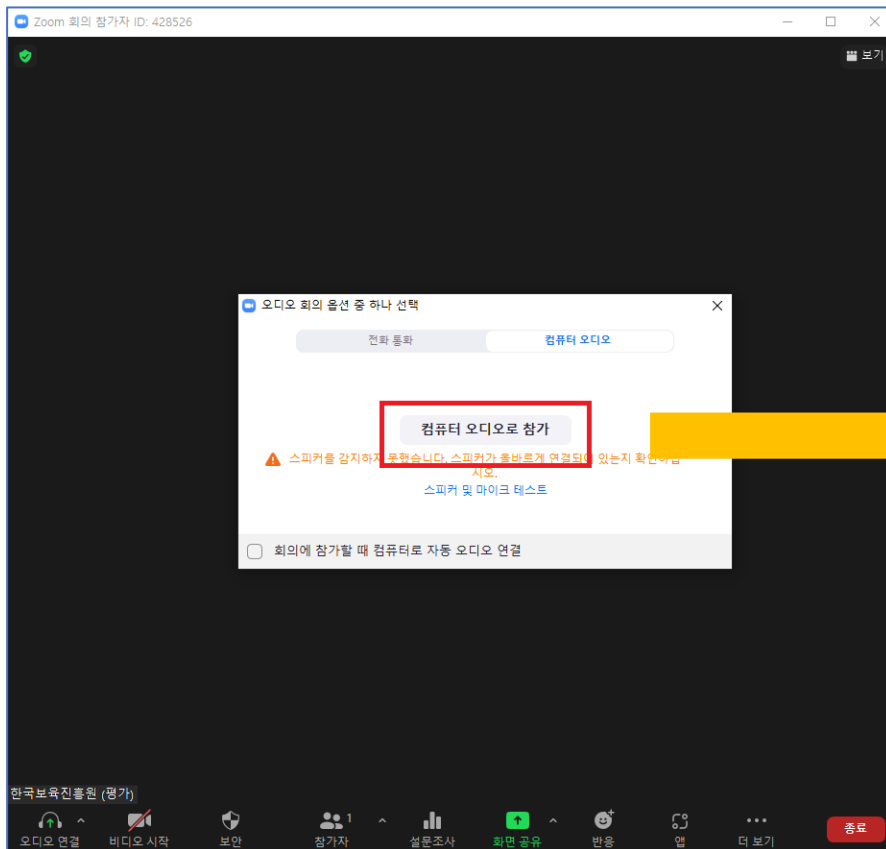 Zoom 회의 참가자 ID: 428526
보기
오디오 회의 옵션 중 하나 선택
전화 통화
컴퓨터 오디오
컴퓨터 오디오로 참가
스피커를 감지하지 못했습니다. 스피커가 올바르게 연결되어 있는지 확인하십
시오.
스피커 및 마이크 테스트
회의에 참가할 때 컴퓨터로 자동 오디오 연결
한국보육진흥원 (평가)
1
오디오 연결 비디오 시작 보안 참가자 설문조사 화면 공유 반응 앱 더 보기 종료